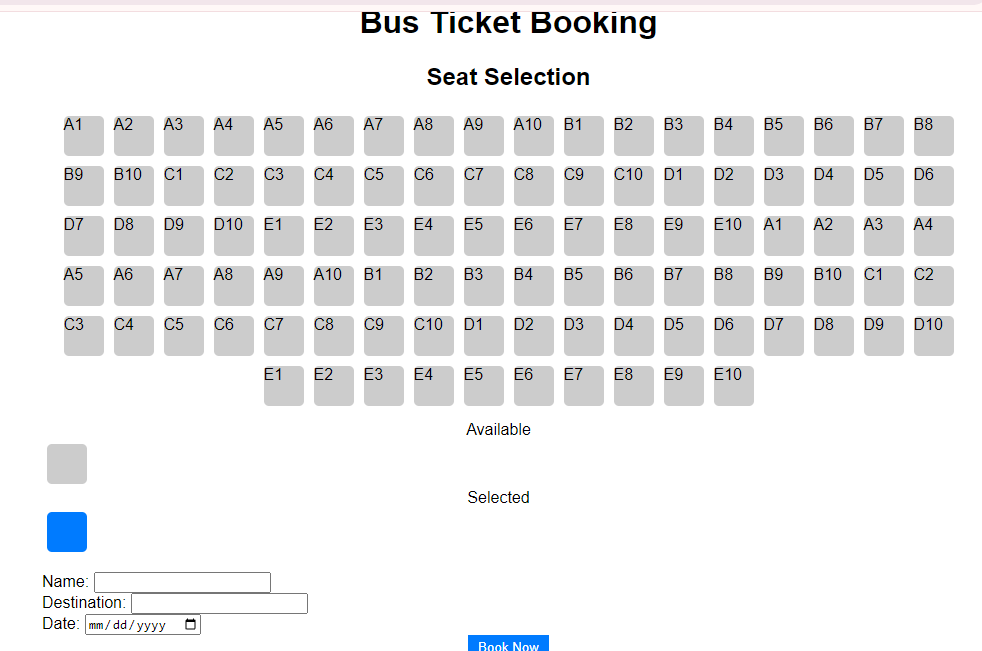 Bus Ticket Booking
Seat Selection
A1 A2 A3 A4 A5 A6 A7 A8 A9 A10 B1 B2 B3 B4 B5 B6 B7 B8
B9 B10 C1 C2 C3 C4 C5 C6 C7 C8 C9 C10 D1 D2 D3 D4 D5 D6
D7 D8 D9 D10 E1 E2 E3 E4 E5 E6 E7 E8 E9 E10 A1 A2 A3 A4
A5 A6 A7 A8 A9 A10 B1 B2 B3 B4 B5 B6 B7 B8 B9 B10 C1 C2
C3 C4 C5 C6 C7 C8 C9 C10 D1 D2 D3 D4 D5 D6 D7 D8 D9 D10
E1 E2 E3 E4 E5 E6 E7 E8 E9 E10
Available
Selected
Name:
Destination:
Date: mm/dd/yyyy
Book Now